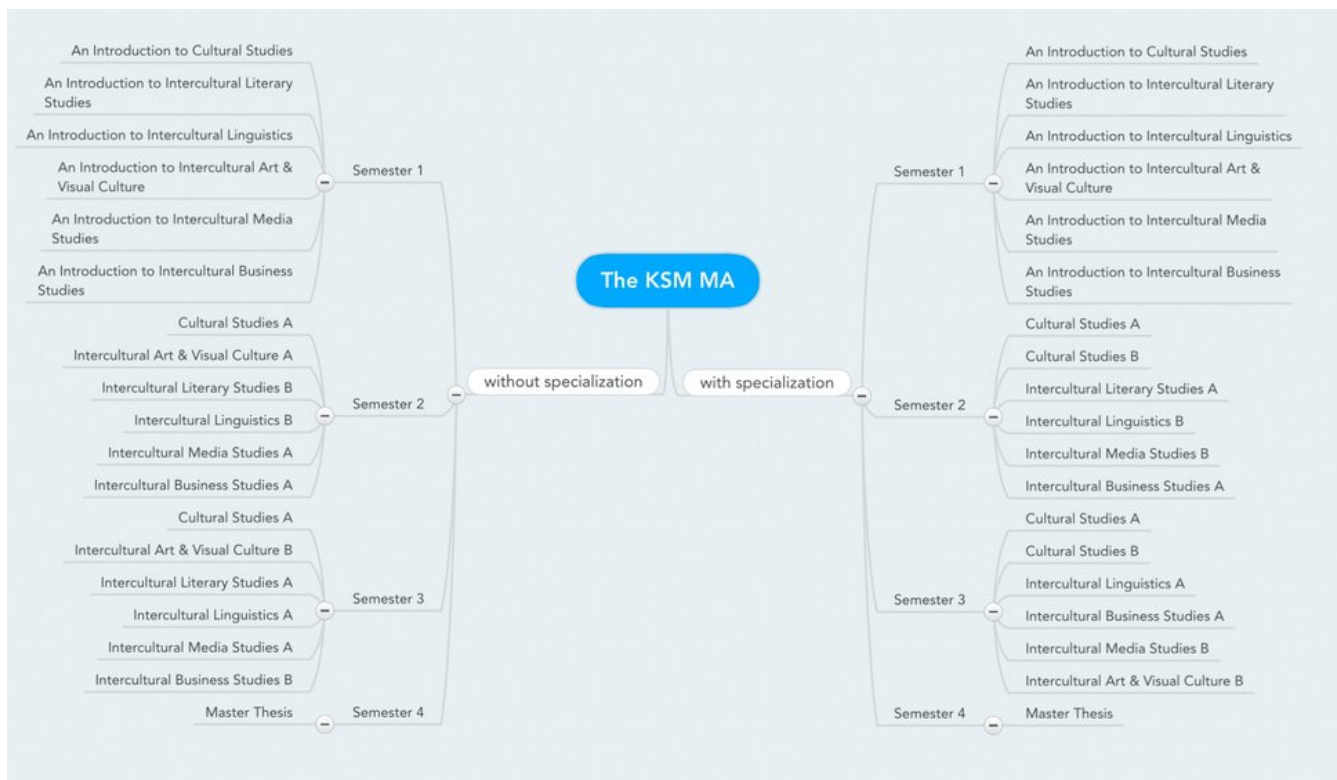 The KSM MA
without specialization
Semester 1
An Introduction to Cultural Studies
An Introduction to Intercultural Literary
Studies
An Introduction to Intercultural Linguistics
An Introduction to Intercultural Art &
Visual Culture
An Introduction to Intercultural Media
Studies
An Introduction to Intercultural Business
Studies
Semester 2
Cultural Studies A
Intercultural Art & Visual Culture A
Intercultural Literary Studies B
Intercultural Linguistics B
Intercultural Media Studies A
Intercultural Business Studies A
Semester 3
Cultural Studies A
Intercultural Art & Visual Culture B
Intercultural Literary Studies A
Intercultural Linguistics A
Intercultural Media Studies A
Intercultural Business Studies B
Semester 4
Master Thesis
with specialization
Semester 1
An Introduction to Cultural Studies
An Introduction to Intercultural Literary
Studies
An Introduction to Intercultural Linguistics
An Introduction to Intercultural Art &
Visual Culture
An Introduction to Intercultural Media
Studies
An Introduction to Intercultural Business
Studies
Semester 2
Cultural Studies A
Cultural Studies B
Intercultural Literary Studies A
Intercultural Linguistics B
Intercultural Media Studies B
Intercultural Business Studies A
Semester 3
Cultural Studies A
Cultural Studies B
Intercultural Linguistics A
Intercultural Business Studies A
Intercultural Media Studies B
Intercultural Art & Visual Culture B
Semester 4
Master Thesis